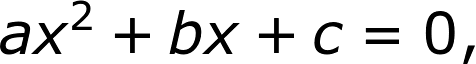 ax² + bx + c = 0,